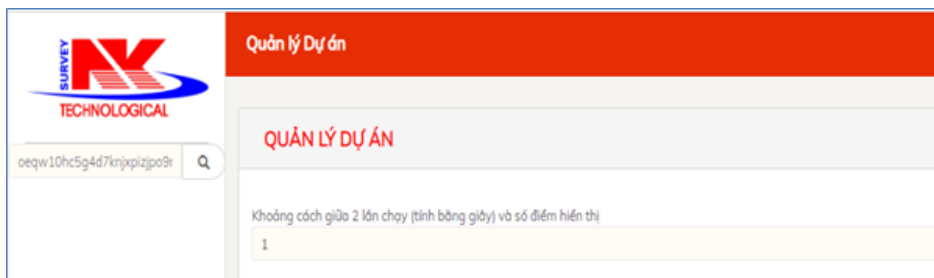 SURVEY
NK
TECHNOLOGICAL
Quản lý Dự án
QUẢN LÝ DỰ ÁN
Khoảng cách giữa 2 lần chạy (tính bằng giây) và số điểm hiển thị
1